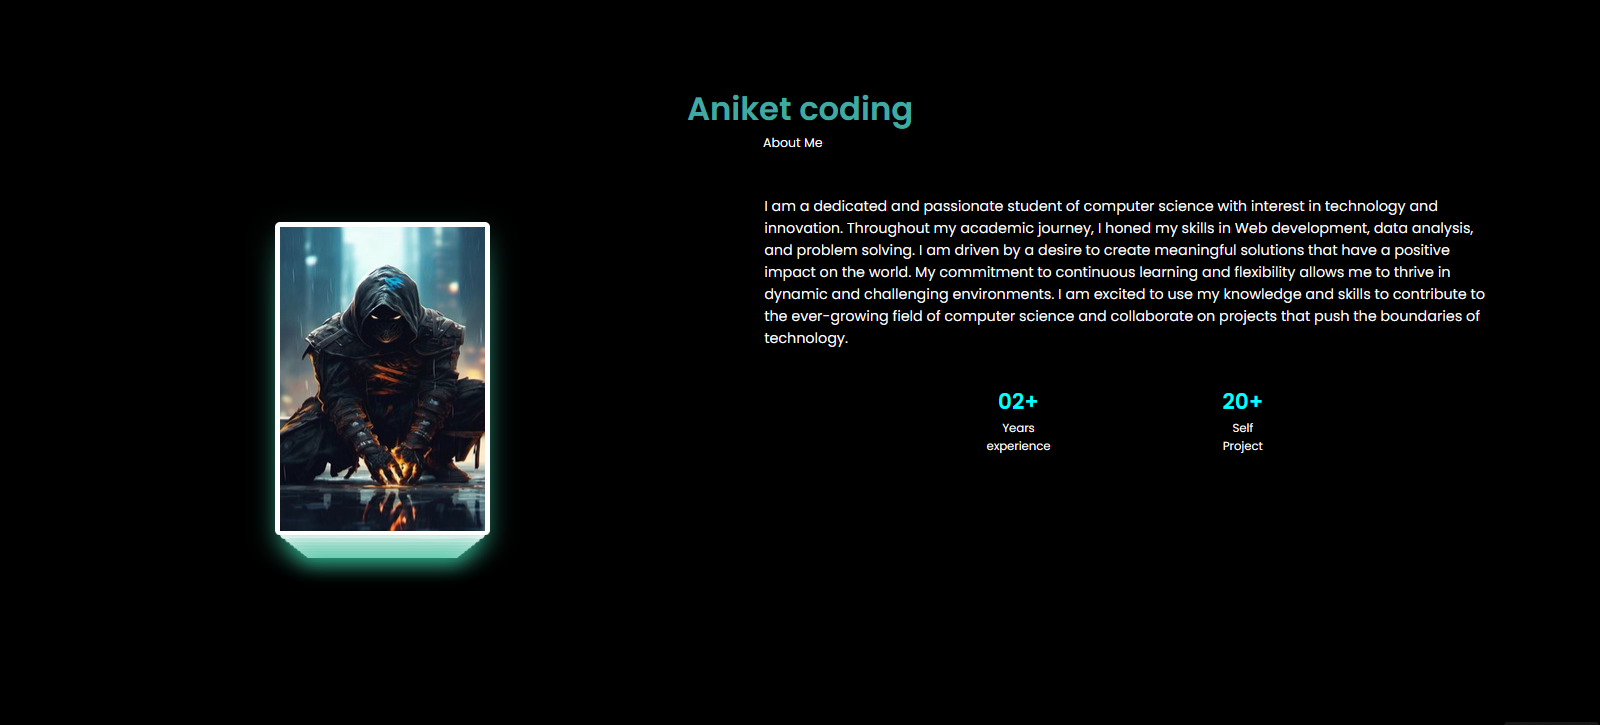 Aniket coding
About Me
I am a dedicated and passionate student of computer science with interest in technology and
innovation. Throughout my academic journey, I honed my skills in Web development, data analysis,
and problem solving. I am driven by a desire to create meaningful solutions that have a positive
impact on the world. My commitment to continuous learning and flexibility allows me to thrive in
dynamic and challenging environments. I am excited to use my knowledge and skills to contribute to
the ever-growing field of computer science and collaborate on projects that push the boundaries of
technology.
02+
Years
experience
20+
Self
Project